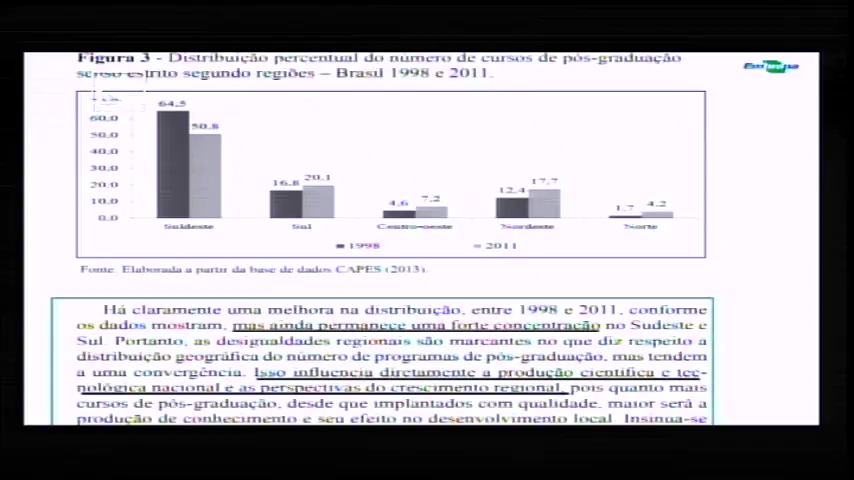 Figura 3 - Distribuição percentual do número de cursos de pós-graduação
senso estrito segundo regiões – Brasil 1998 e 2011.
Embrapa
64,5
60,0
50,8
50,0
40,0
30,0
20,0
10,0
0,0
16,8
20,1
4,6
7,2
12,4
17,7
1,7
4,2
Sudeste
Sul
Centro-oeste
Nordeste
Norte
1998
2011
Fonte: Elaborada a partir da base de dados CAPES (2013).
Há claramente uma melhora na distribuição, entre 1998 e 2011, conforme
os dados mostram, mas ainda permanece uma forte concentração no Sudeste e
Sul. Portanto, as desigualdades regionais são marcantes no que diz respeito a
distribuição geográfica do número de programas de pós-graduação, mas tendem
a uma convergência. Isso influencia diretamente a produção científica e tec-
nológica nacional e as perspectivas do crescimento regional, pois quanto mais
cursos de pós-graduação, desde que implantados com qualidade, maior será a
produção de conhecimento e seu efeito no desenvolvimento local. Insinua-se